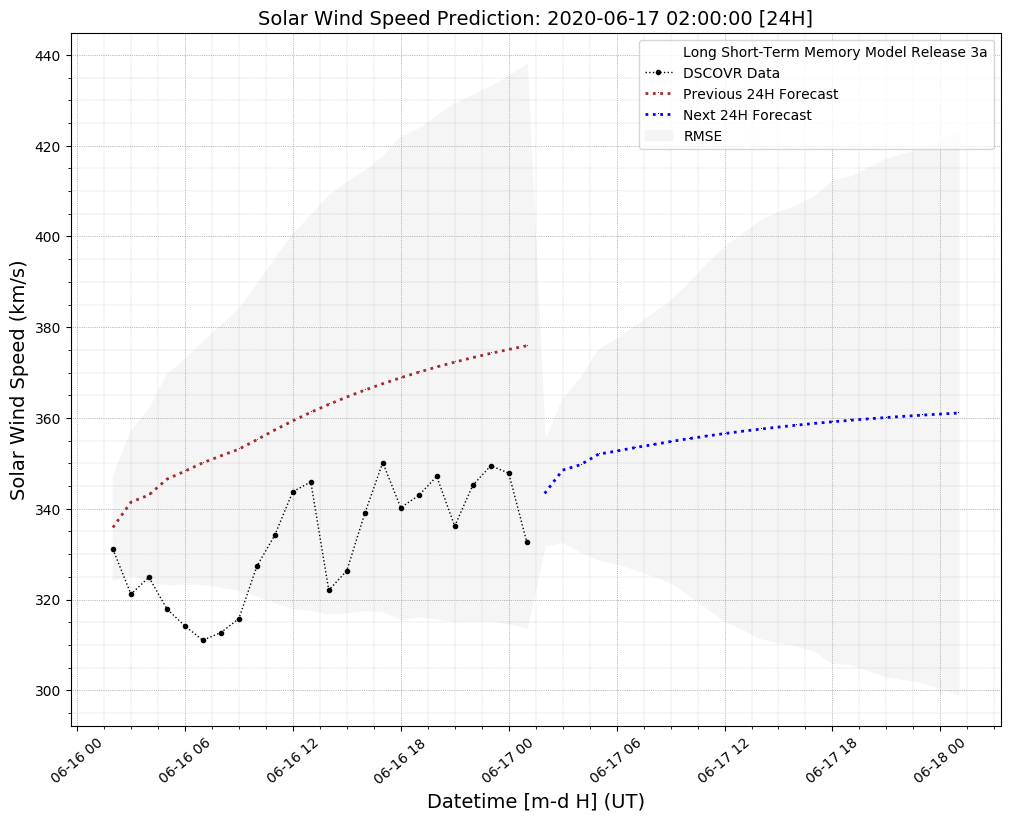 Solar Wind Speed Prediction: 2020-06-17 02:00:00 [24H]
Long Short-Term Memory Model Release 3a
DSCOVR Data
Previous 24H Forecast
Next 24H Forecast
RMSE
Solar Wind Speed (km/s)
440
420
400
380
360
340
320
300
06-16 00
06-16 06
06-16 12
06-16 18
06-17 00
06-17 06
06-17 12
06-17 18
06-18 00
Datetime [m-d H] (UT)